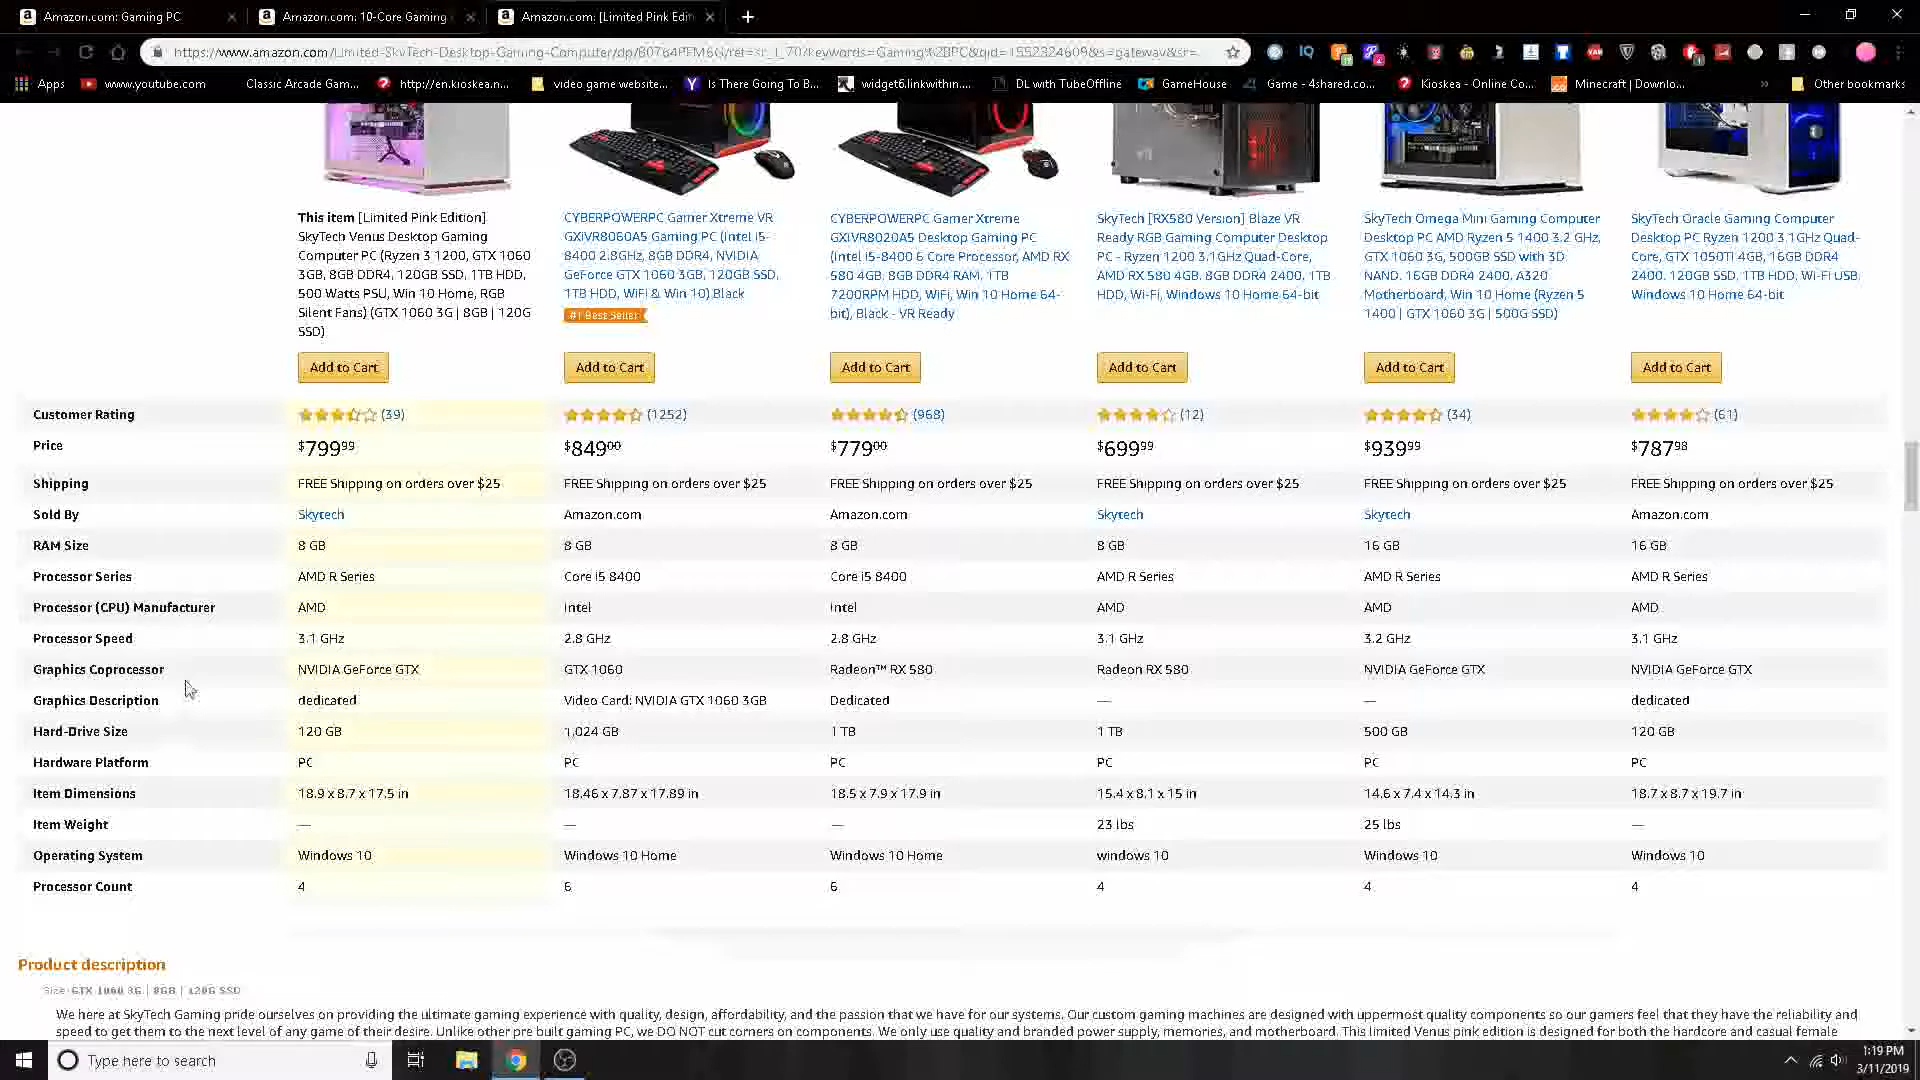 Amazon.com: Gaming PC
Amazon.com: 10-Core Gaming
Amazon.com: [Limited Pink Edit
Apps
www.youtube.com
Classic Arcade Gam...
http://en.kioskea.n...
video game website...
Is There Going To B...
widget6.linkwithin....
DL with TubeOffline
GameHouse
Game - 4shared.co...
Kioskea - Online Co...
Minecraft | Downlo...
»
Other bookmarks
This item [Limited Pink Edition]
SkyTech Venus Desktop Gaming
Computer PC (Ryzen 3 1200, GTX 1060
3GB, 8GB DDR4, 120GB SSD, 1TB HDD,
500 Watts PSU, Win 10 Home, RGB
Silent Fans) (GTX 1060 3G | 8GB | 120G
SSD)
CYBERPOWERPC Gamer Xtreme VR
GXiVR8060A5 Gaming PC (Intel i5-
8400 2.8GHz, 8GB DDR4, NVIDIA
GeForce GTX 1060 3GB, 120GB SSD,
1TB HDD, WiFi & Win 10) Black
#1 Best Seller
CYBERPOWERPC Gamer Xtreme
GXiVR8020A5 Desktop Gaming PC
(Intel i5-8400 6 Core Processor, AMD RX
580 4GB, 8GB DDR4 RAM, 1TB
7200RPM HDD, WiFi, Win 10 Home 64-
bit), Black - VR Ready
SkyTech [RX580 Version] Blaze VR
Ready RGB Gaming Computer Desktop
PC - Ryzen 1200 3.1GHz Quad-Core,
AMD RX 580 4GB, 8GB DDR4 2400, 1TB
HDD, Wi-Fi, Windows 10 Home 64-bit
SkyTech Omega Mini Gaming Computer
Desktop PC AMD Ryzen 5 1400 3.2 GHz,
GTX 1060 3G, 500GB SSD with 3D
NAND, 16GB DDR4 2400, A320
Motherboard, Win 10 Home (Ryzen 5
1400 | GTX 1060 3G | 500G SSD)
SkyTech Oracle Gaming Computer
Desktop PC Ryzen 1200 3.1GHz Quad-
Core, GTX 1050Ti 4GB, 16GB DDR4
2400, 120GB SSD, 1TB HDD, Wi-Fi USB,
Windows 10 Home 64-bit
Add to Cart Add to Cart Add to Cart Add to Cart Add to Cart Add to Cart
Customer Rating (39) (1252) (968) (12) (34) (61)
Price $799.99 $849.00 $779.00 $699.99 $939.99 $787.98
Shipping FREE Shipping on orders over $25 FREE Shipping on orders over $25 FREE Shipping on orders over $25 FREE Shipping on orders over $25 FREE Shipping on orders over $25 FREE Shipping on orders over $25
Sold By Skytech Amazon.com Amazon.com Skytech Skytech Amazon.com
RAM Size 8 GB 8 GB 8 GB 8 GB 16 GB 16 GB
Processor Series AMD R Series Core i5 8400 Core i5 8400 AMD R Series AMD R Series AMD R Series
Processor (CPU) Manufacturer AMD Intel Intel AMD AMD AMD
Processor Speed 3.1 GHz 2.8 GHz 2.8 GHz 3.1 GHz 3.2 GHz 3.1 GHz
Graphics Coprocessor NVIDIA GeForce GTX GTX 1060 Radeon™ RX 580 Radeon RX 580 NVIDIA GeForce GTX NVIDIA GeForce GTX
Graphics Description dedicated Video Card: NVIDIA GTX 1060 3GB Dedicated — — dedicated
Hard-Drive Size 120 GB 1,024 GB 1 TB 1 TB 500 GB 120 GB
Hardware Platform PC PC PC PC PC PC
Item Dimensions 18.9 x 8.7 x 17.5 in 18.46 x 7.87 x 17.89 in 18.5 x 7.9 x 17.9 in 15.4 x 8.1 x 15 in 14.6 x 7.4 x 14.3 in 18.7 x 8.7 x 19.7 in
Item Weight — — — 23 lbs 25 lbs —
Operating System Windows 10 Windows 10 Home Windows 10 Home windows 10 Windows 10 Windows 10
Processor Count 4 6 6 4 4 4
Product description
Size: GTX 1060 3G | 8GB | 120G SSD
We here at SkyTech Gaming pride ourselves on providing the ultimate gaming experience with quality, design, affordability, and the passion that we have for our systems. Our custom gaming machines are designed with uppermost quality components so our gamers feel that they have the reliability and
speed to get them to the next level of any game of their desire. Unlike other pre built gaming PC, we DO NOT cut corners on components. We only use quality and branded power supply, memories, and motherboard. This limited Venus pink edition is designed for both the hardcore and casual female
Type here to search
1:19 PM
3/11/2019